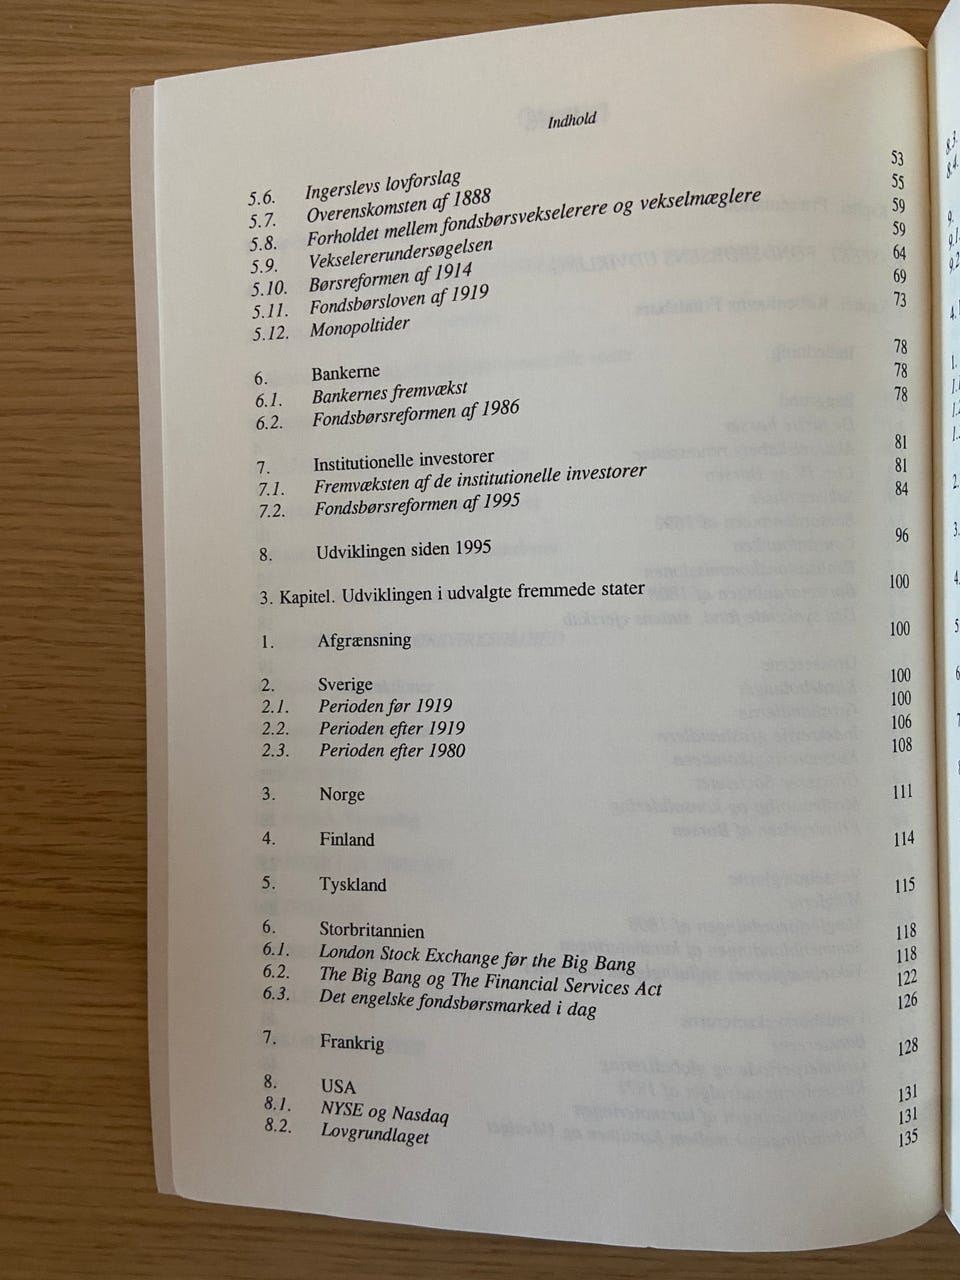 Indhold
5.6. Ingerslevs lovforslag 53
5.7. Overenskomsten af 1888 55
5.8. Forholdet mellem fondsbørsvekselerere og vekselmæglere 59
5.9. Vekselererundersøgelsen 59
5.10. Børsreformen af 1914 64
5.11. Fondsbørsloven af 1919 69
5.12. Monopoltider 73
6. Bankerne 78
6.1. Bankernes fremvækst 78
6.2. Fondsbørsreformen af 1986 78
7. Institutionelle investorer 81
7.1. Fremvæksten af de institutionelle investorer 81
7.2. Fondsbørsreformen af 1995 84
8. Udviklingen siden 1995 96
3. Kapitel. Udviklingen i udvalgte fremmede stater 100
1. Afgrænsning 100
2. Sverige 100
2.1. Perioden før 1919 100
2.2. Perioden efter 1919 106
2.3. Perioden efter 1980 108
3. Norge 111
4. Finland 114
5. Tyskland 115
6. Storbritannien 118
6.1. London Stock Exchange før the Big Bang 118
6.2. The Big Bang og The Financial Services Act 122
6.3. Det engelske fondsbørsmarked i dag 126
7. Frankrig 128
8. USA 131
8.1. NYSE og Nasdaq 131
8.2. Lovgrundlaget 135